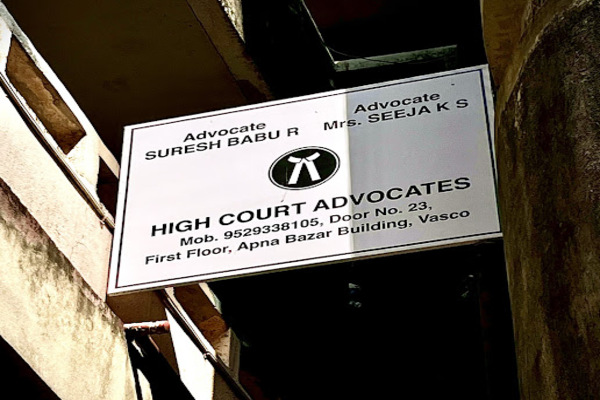 Advocate
SURESH BABU R
Advocate
Mrs. SEEJA K S
HIGH COURT ADVOCATES
Mob. 9529338105, Door No. 23,
First Floor, Apna Bazar Building, Vasco